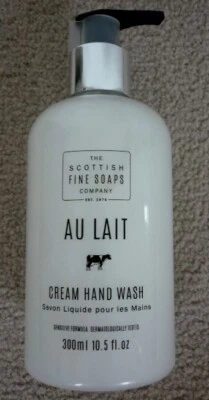 THE
SCOTTISH
FINE SOAPS
COMPANY
EST. 1974
AU LAIT
CREAM HAND WASH
Savon Liquide pour les Mains
SENSITIVE FORMULA DERMATOLOGICALLY TESTED
300ml 10.5 fl.oz